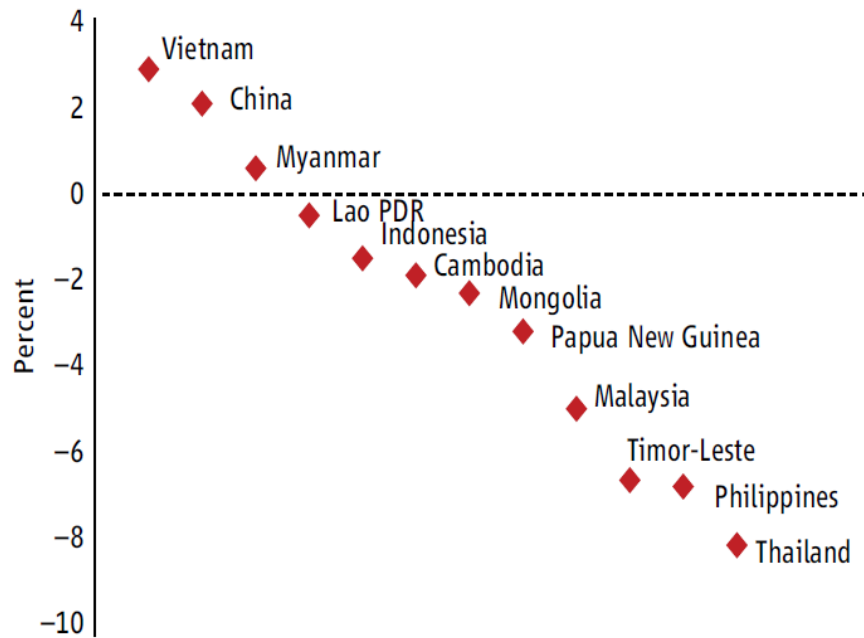 4
Vietnam
2
China
Myanmar
0
Lao PDR
Indonesia
Cambodia
−2
Mongolia
Papua New Guinea
Percent
−4
Malaysia
−6
Timor-Leste
Philippines
−8
Thailand
−10